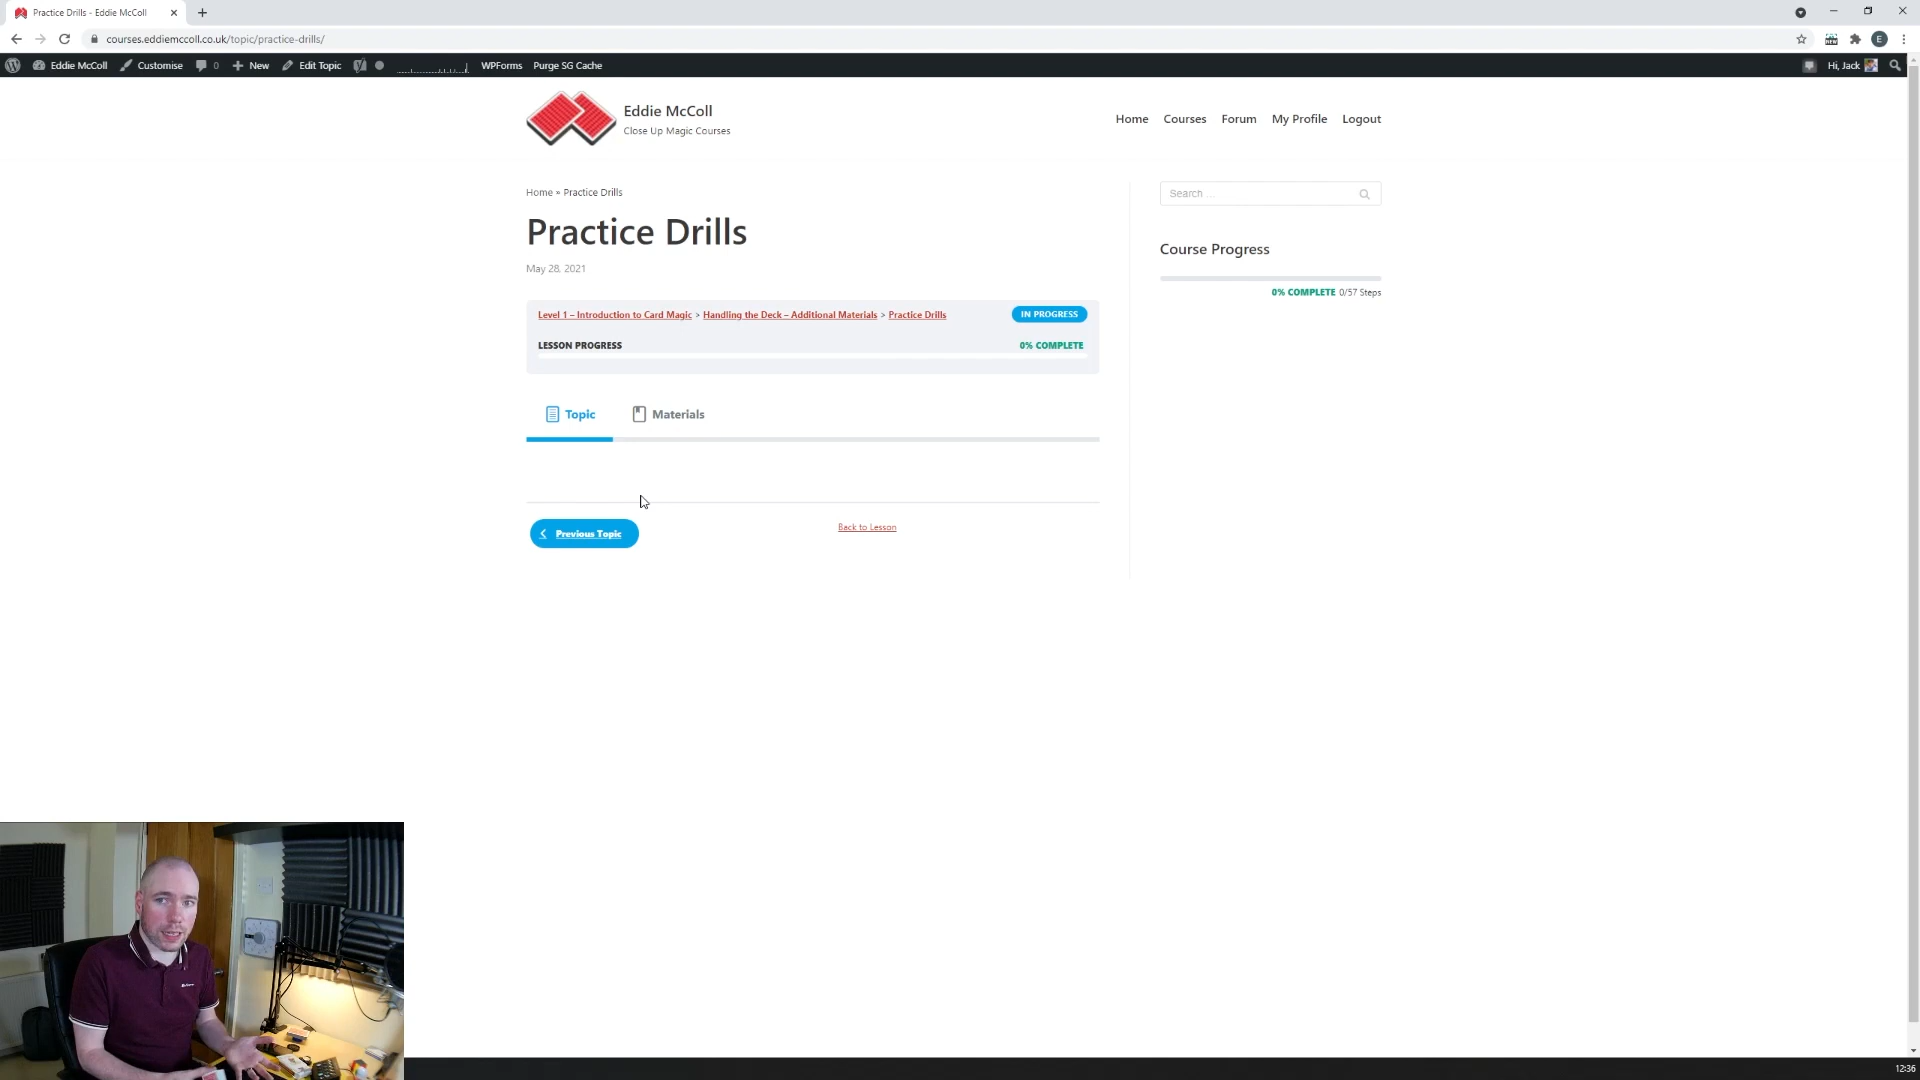 Practice Drills - Eddie McColl
courses.eddiemccoll.co.uk/topic/practice-drills/
E
Eddie McColl
Customise
0
New
Edit Topic
WPForms
Purge SG Cache
Hi, Jack
Eddie McColl
Close Up Magic Courses
Home
Courses
Forum
My Profile
Logout
Home » Practice Drills
Search …
Practice Drills
May 28, 2021
Course Progress
0% COMPLETE 0/57 Steps
Level 1 – Introduction to Card Magic > Handling the Deck – Additional Materials > Practice Drills
IN PROGRESS
LESSON PROGRESS
0% COMPLETE
Topic
Materials
Previous Topic
Back to Lesson
12:36